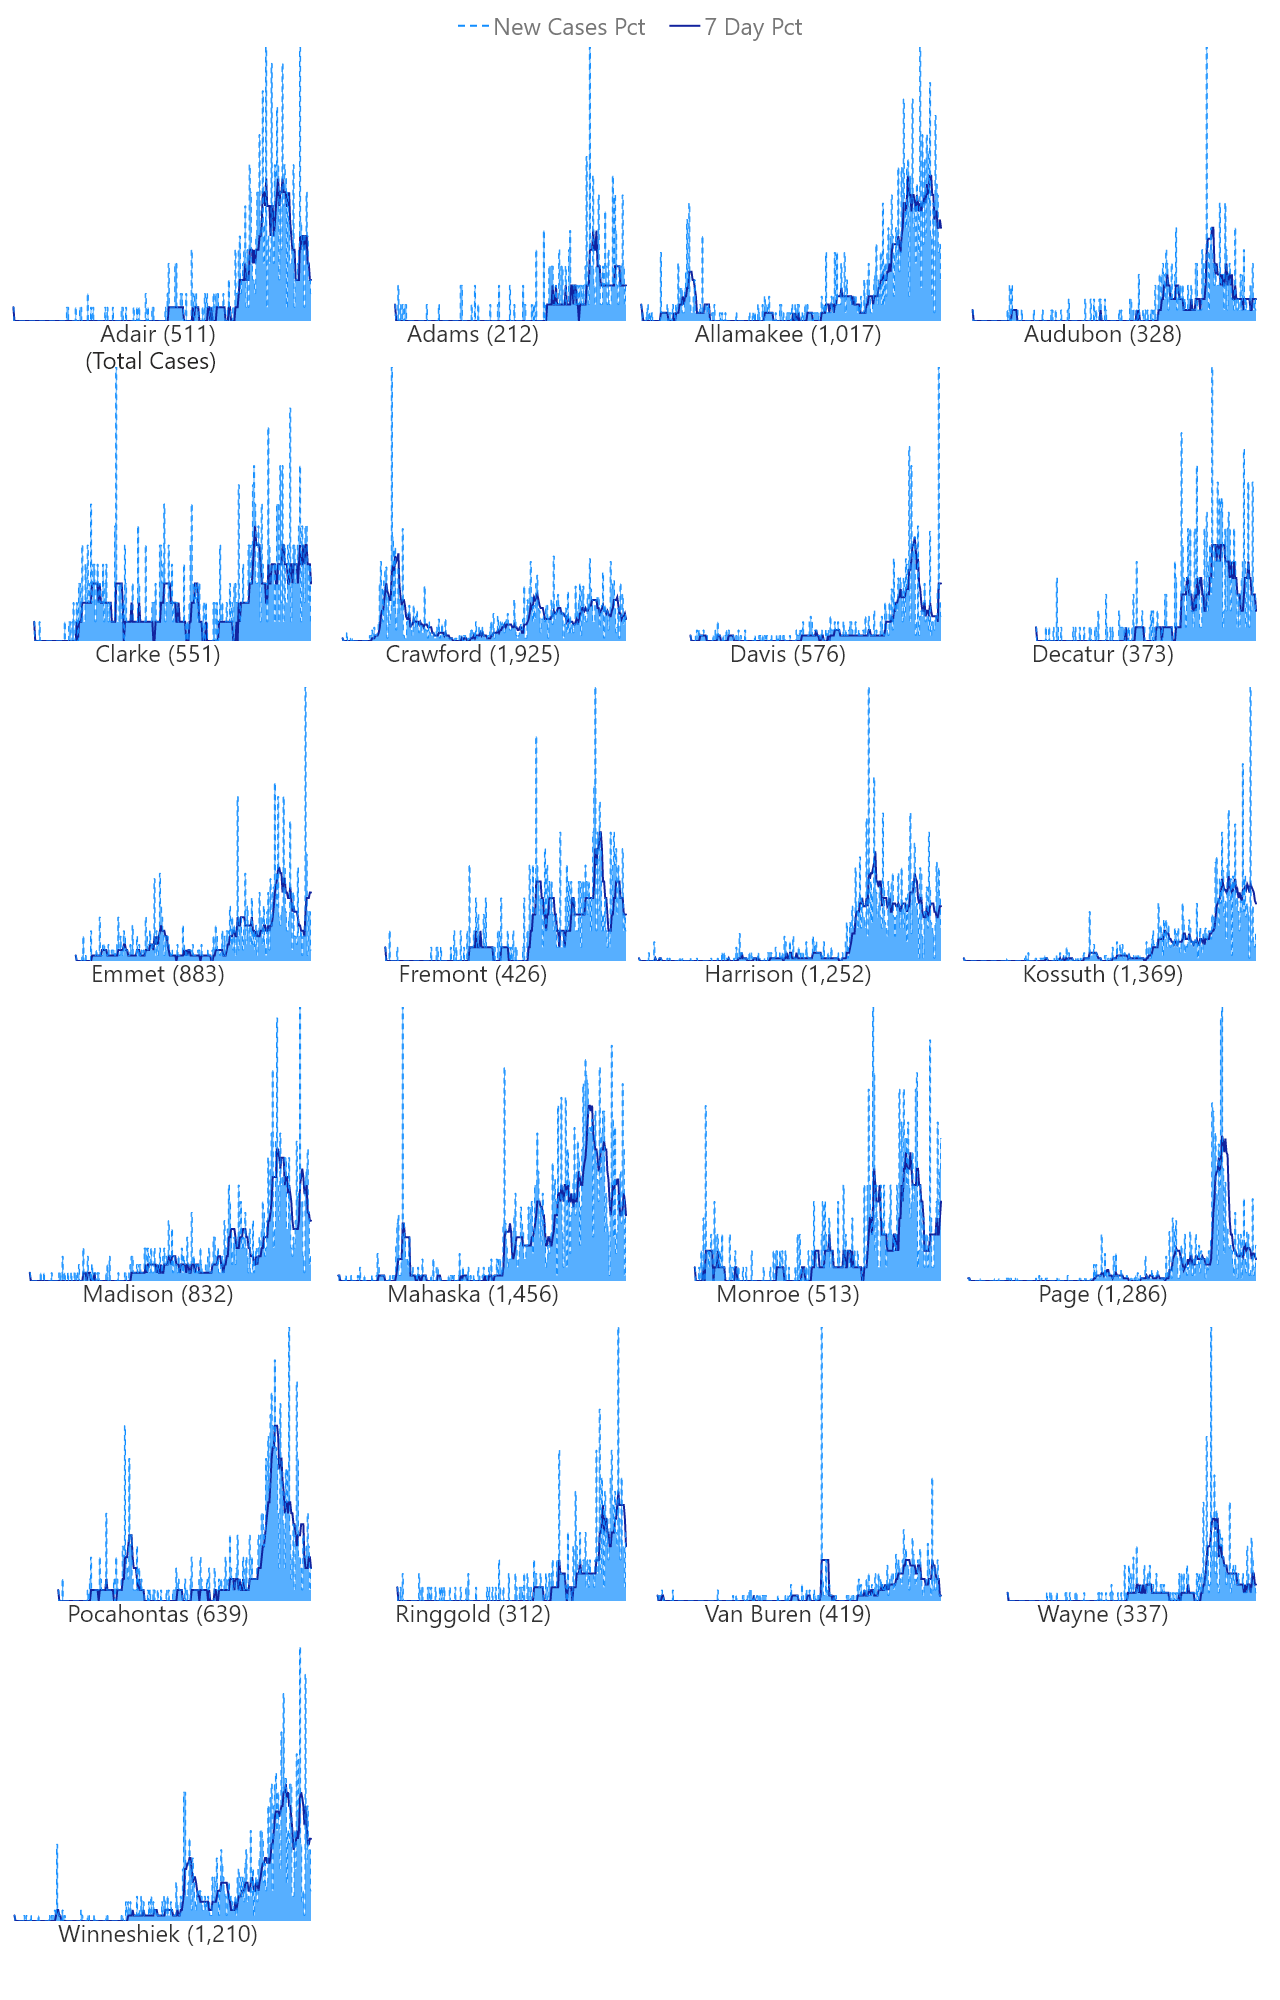 New Cases Pct 7 Day Pct
Adair (511) Adams (212) Allamakee (1,017) Audubon (328)
(Total Cases)
Clarke (551) Crawford (1,925) Davis (576) Decatur (373)
Emmet (883) Fremont (426) Harrison (1,252) Kossuth (1,369)
Madison (832) Mahaska (1,456) Monroe (513) Page (1,286)
Pocahontas (639) Ringgold (312) Van Buren (419) Wayne (337)
Winneshiek (1,210)